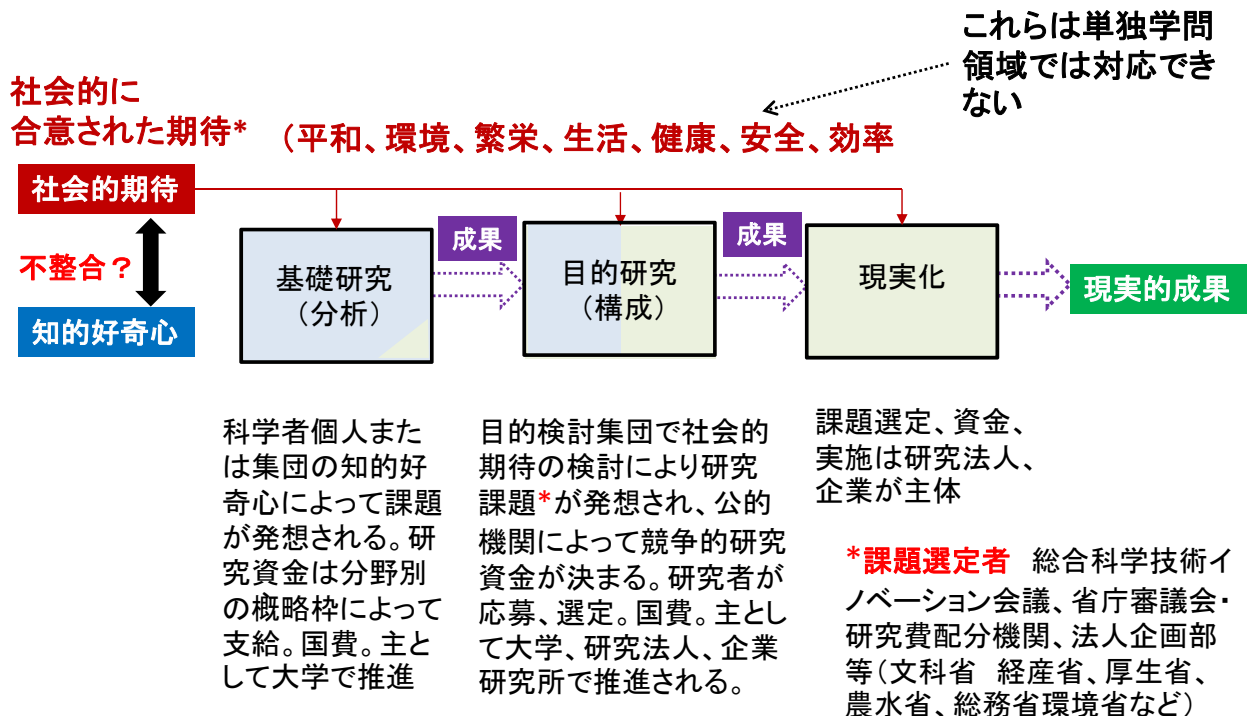 これらは単独学問
領域では対応でき
ない
社会的に
合意された期待*
(平和、環境、繁栄、生活、健康、安全、効率
社会的期待
不整合？
知的好奇心
基礎研究
（分析）
成果
目的研究
（構成）
成果
現実化
現実的成果
科学者個人また
は集団の知的好
奇心によって課題
が発想される。研
究資金は分野別
の概略枠によって
支給。国費。主と
して大学で推進
目的検討集団で社会的
期待の検討により研究
課題*が発想され、公的
機関によって競争的研究
資金が決まる。研究者が
応募、選定。国費。主とし
て大学、研究法人、企業
研究所で推進される。
課題選定、資金、
実施は研究法人、
企業が主体
*課題選定者　総合科学技術イ
ノベーション会議、省庁審議会・
研究費配分機関、法人企画部
等(文科省　経産省、厚生省、
農水省、総務省環境省など)